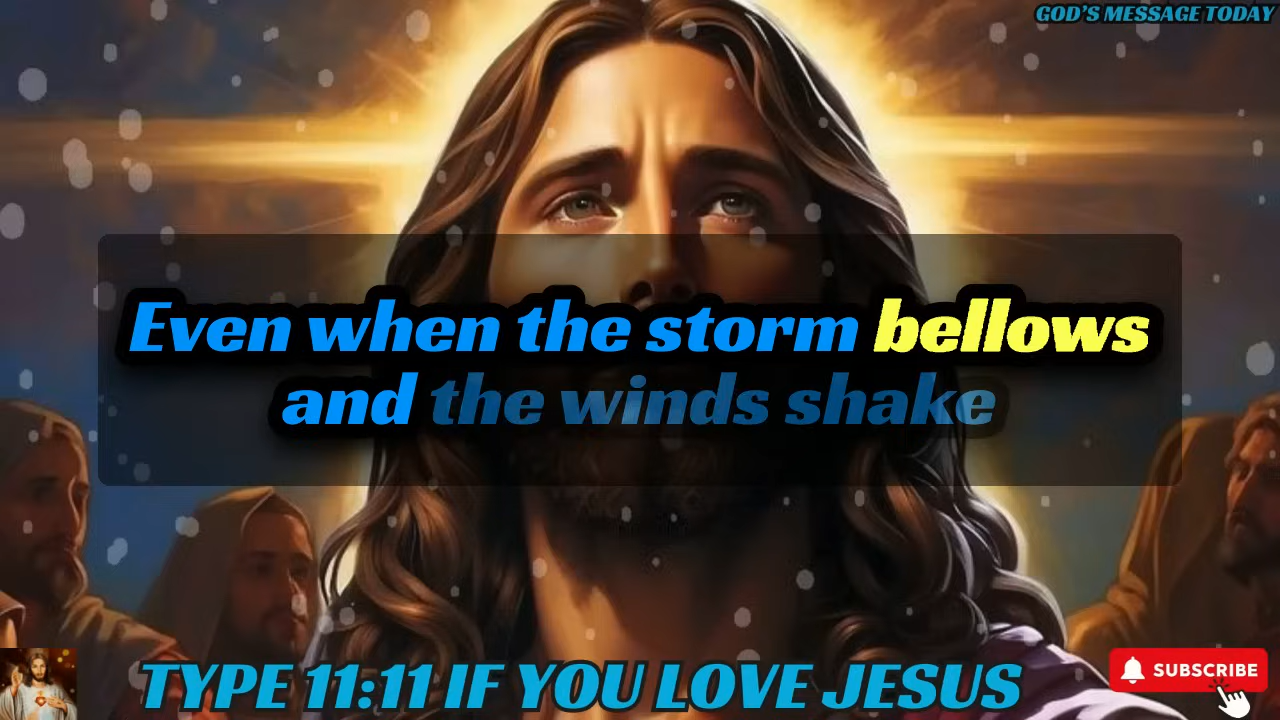 GOD'S MESSAGE TODAY
Even when the storm bellows
and the winds shake
TYPE 11:11 IF YOU LOVE JESUS
SUBSCRIBE